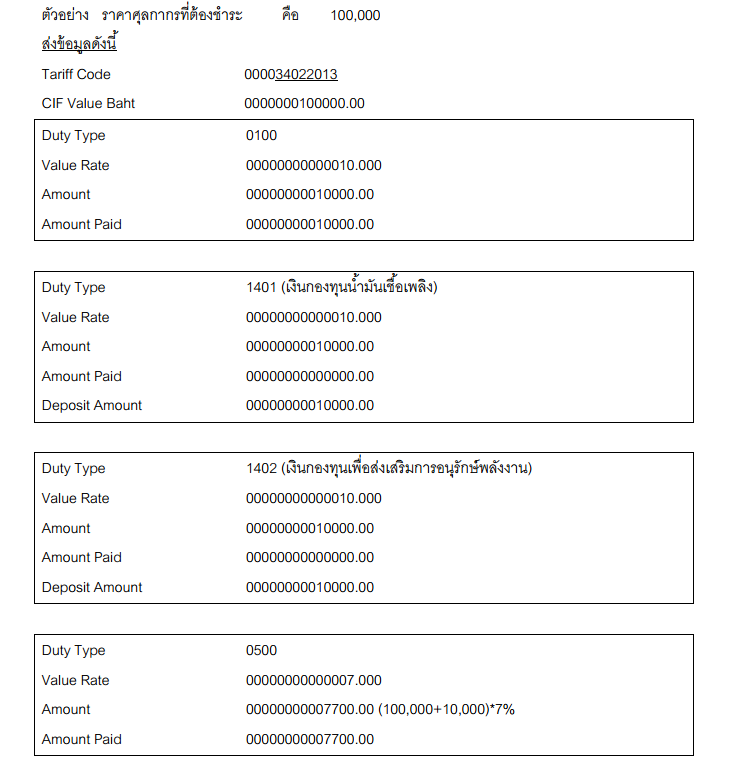 ตัวอย่าง ราคาศุลกากรที่ต้องชำระ คือ 100,000
ส่งข้อมูลดังนี้
Tariff Code 000034022013
CIF Value Baht 0000000100000.00
Duty Type 0100
Value Rate 00000000000010.000
Amount 00000000010000.00
Amount Paid 00000000010000.00
Duty Type 1401 (เงินกองทุนน้ำมันเชื้อเพลิง)
Value Rate 00000000000010.000
Amount 00000000010000.00
Amount Paid 00000000000000.00
Deposit Amount 00000000010000.00
Duty Type 1402 (เงินกองทุนเพื่อส่งเสริมการอนุรักษ์พลังงาน)
Value Rate 00000000000010.000
Amount 00000000010000.00
Amount Paid 00000000000000.00
Deposit Amount 00000000010000.00
Duty Type 0500
Value Rate 00000000000007.000
Amount 00000000007700.00 (100,000+10,000)*7%
Amount Paid 00000000007700.00